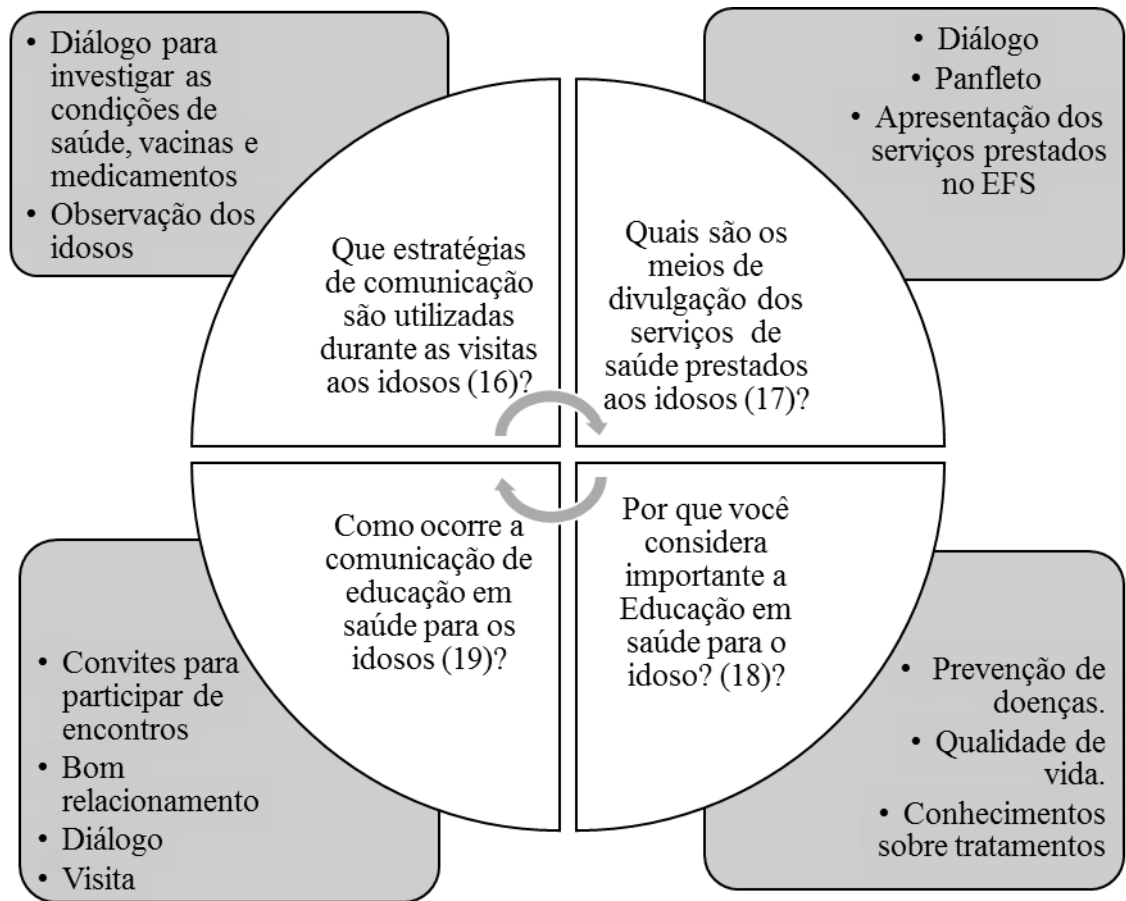 • Diálogo para
investigar as
condições de
saúde, vacinas e
medicamentos
• Observação dos
idosos
• Diálogo
• Panfleto
• Apresentação dos
serviços prestados
no EFS
Que estratégias
de comunicação
são utilizadas
durante as visitas
aos idosos (16)?
Quais são os
meios de
divulgação dos
serviços de
saúde prestados
aos idosos (17)?
Como ocorre a
comunicação de
educação em
saúde para os
idosos (19)?
Por que você
considera
importante a
Educação em
saúde para o
idoso? (18)?
• Convites para
participar de
encontros
• Bom
relacionamento
• Diálogo
• Visita
• Prevenção de
doenças.
• Qualidade de
vida.
• Conhecimentos
sobre tratamentos